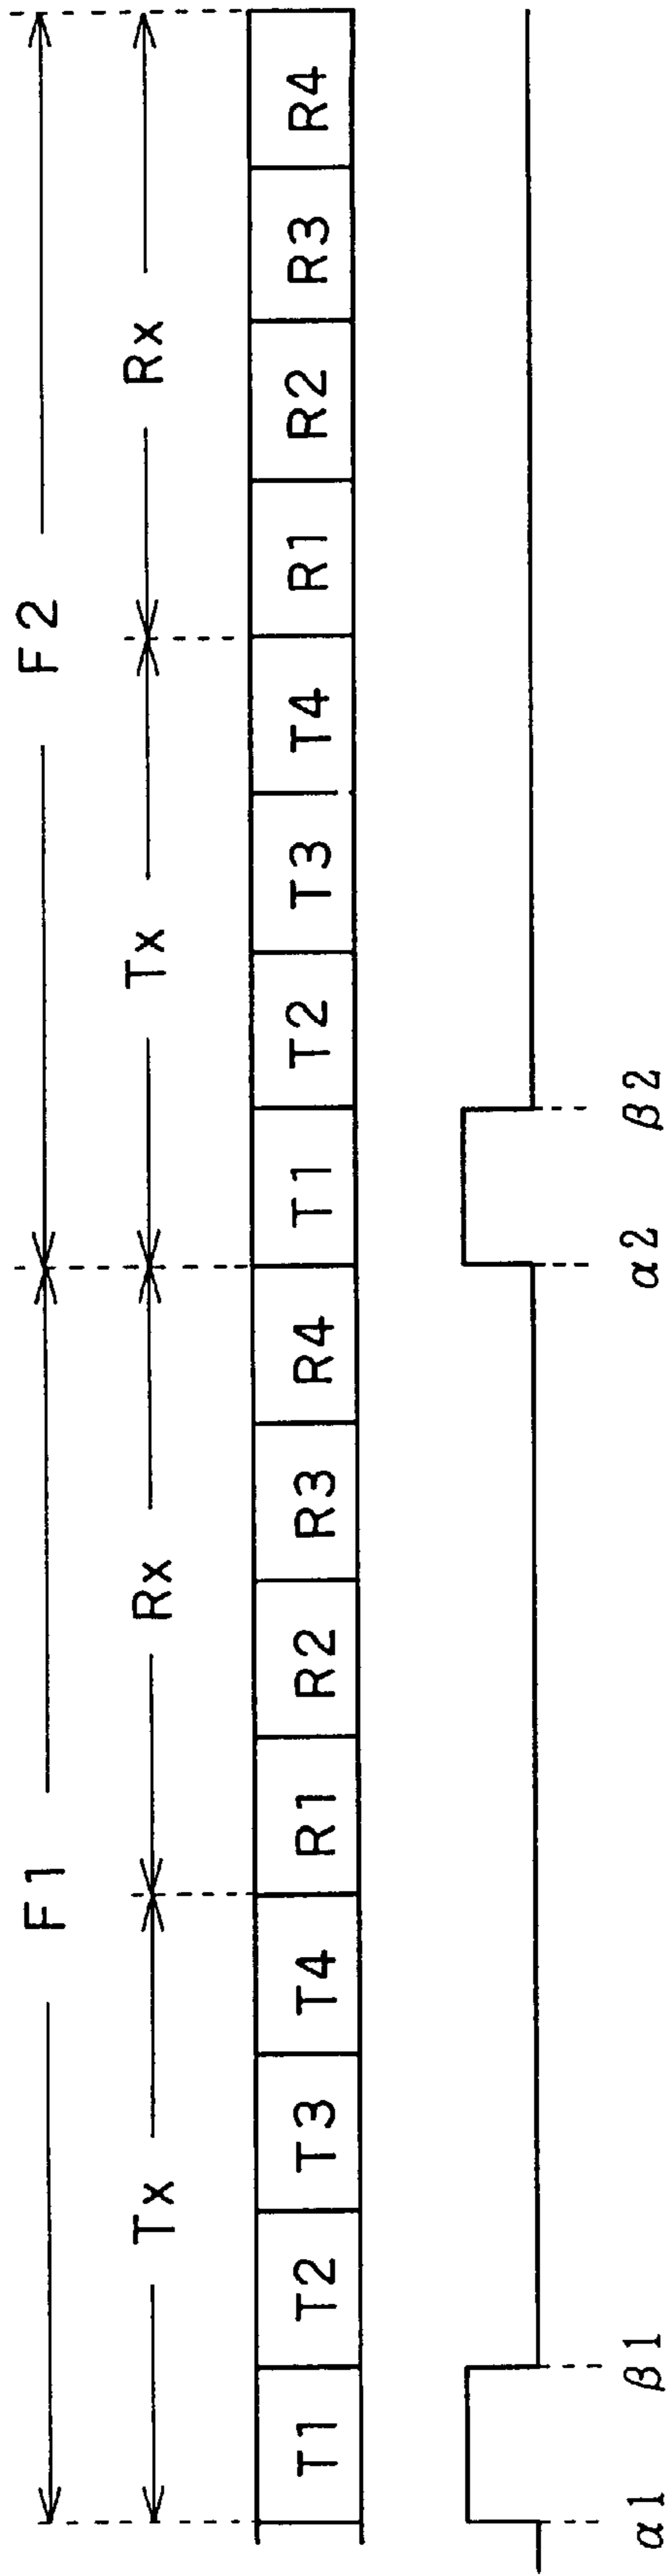 F1 F2
Tx Rx Tx Rx
T1 T2 T3 T4 R1 R2 R3 R4 T1 T2 T3 T4 R1 R2 R3 R4
α1 β1 α2 β2